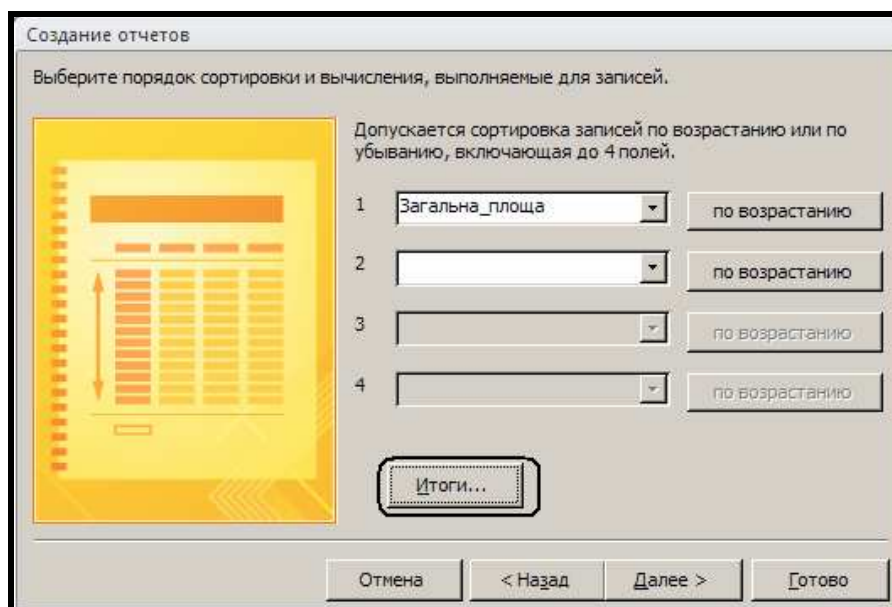 Создание отчетов
Выберите порядок сортировки и вычисления, выполняемые для записей.
Допускается сортировка записей по возрастанию или по
убыванию, включающая до 4 полей.
1 Загальна_площа по возрастанию
2 по возрастанию
3 по возрастанию
4 по возрастанию
Итоги...
Отмена < Назад Далее > Готово